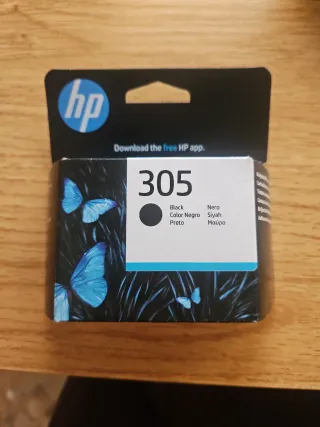 hp
Download the free HP app.
305
Black Nero
Color Negro Siyah
Preto Μαύρο